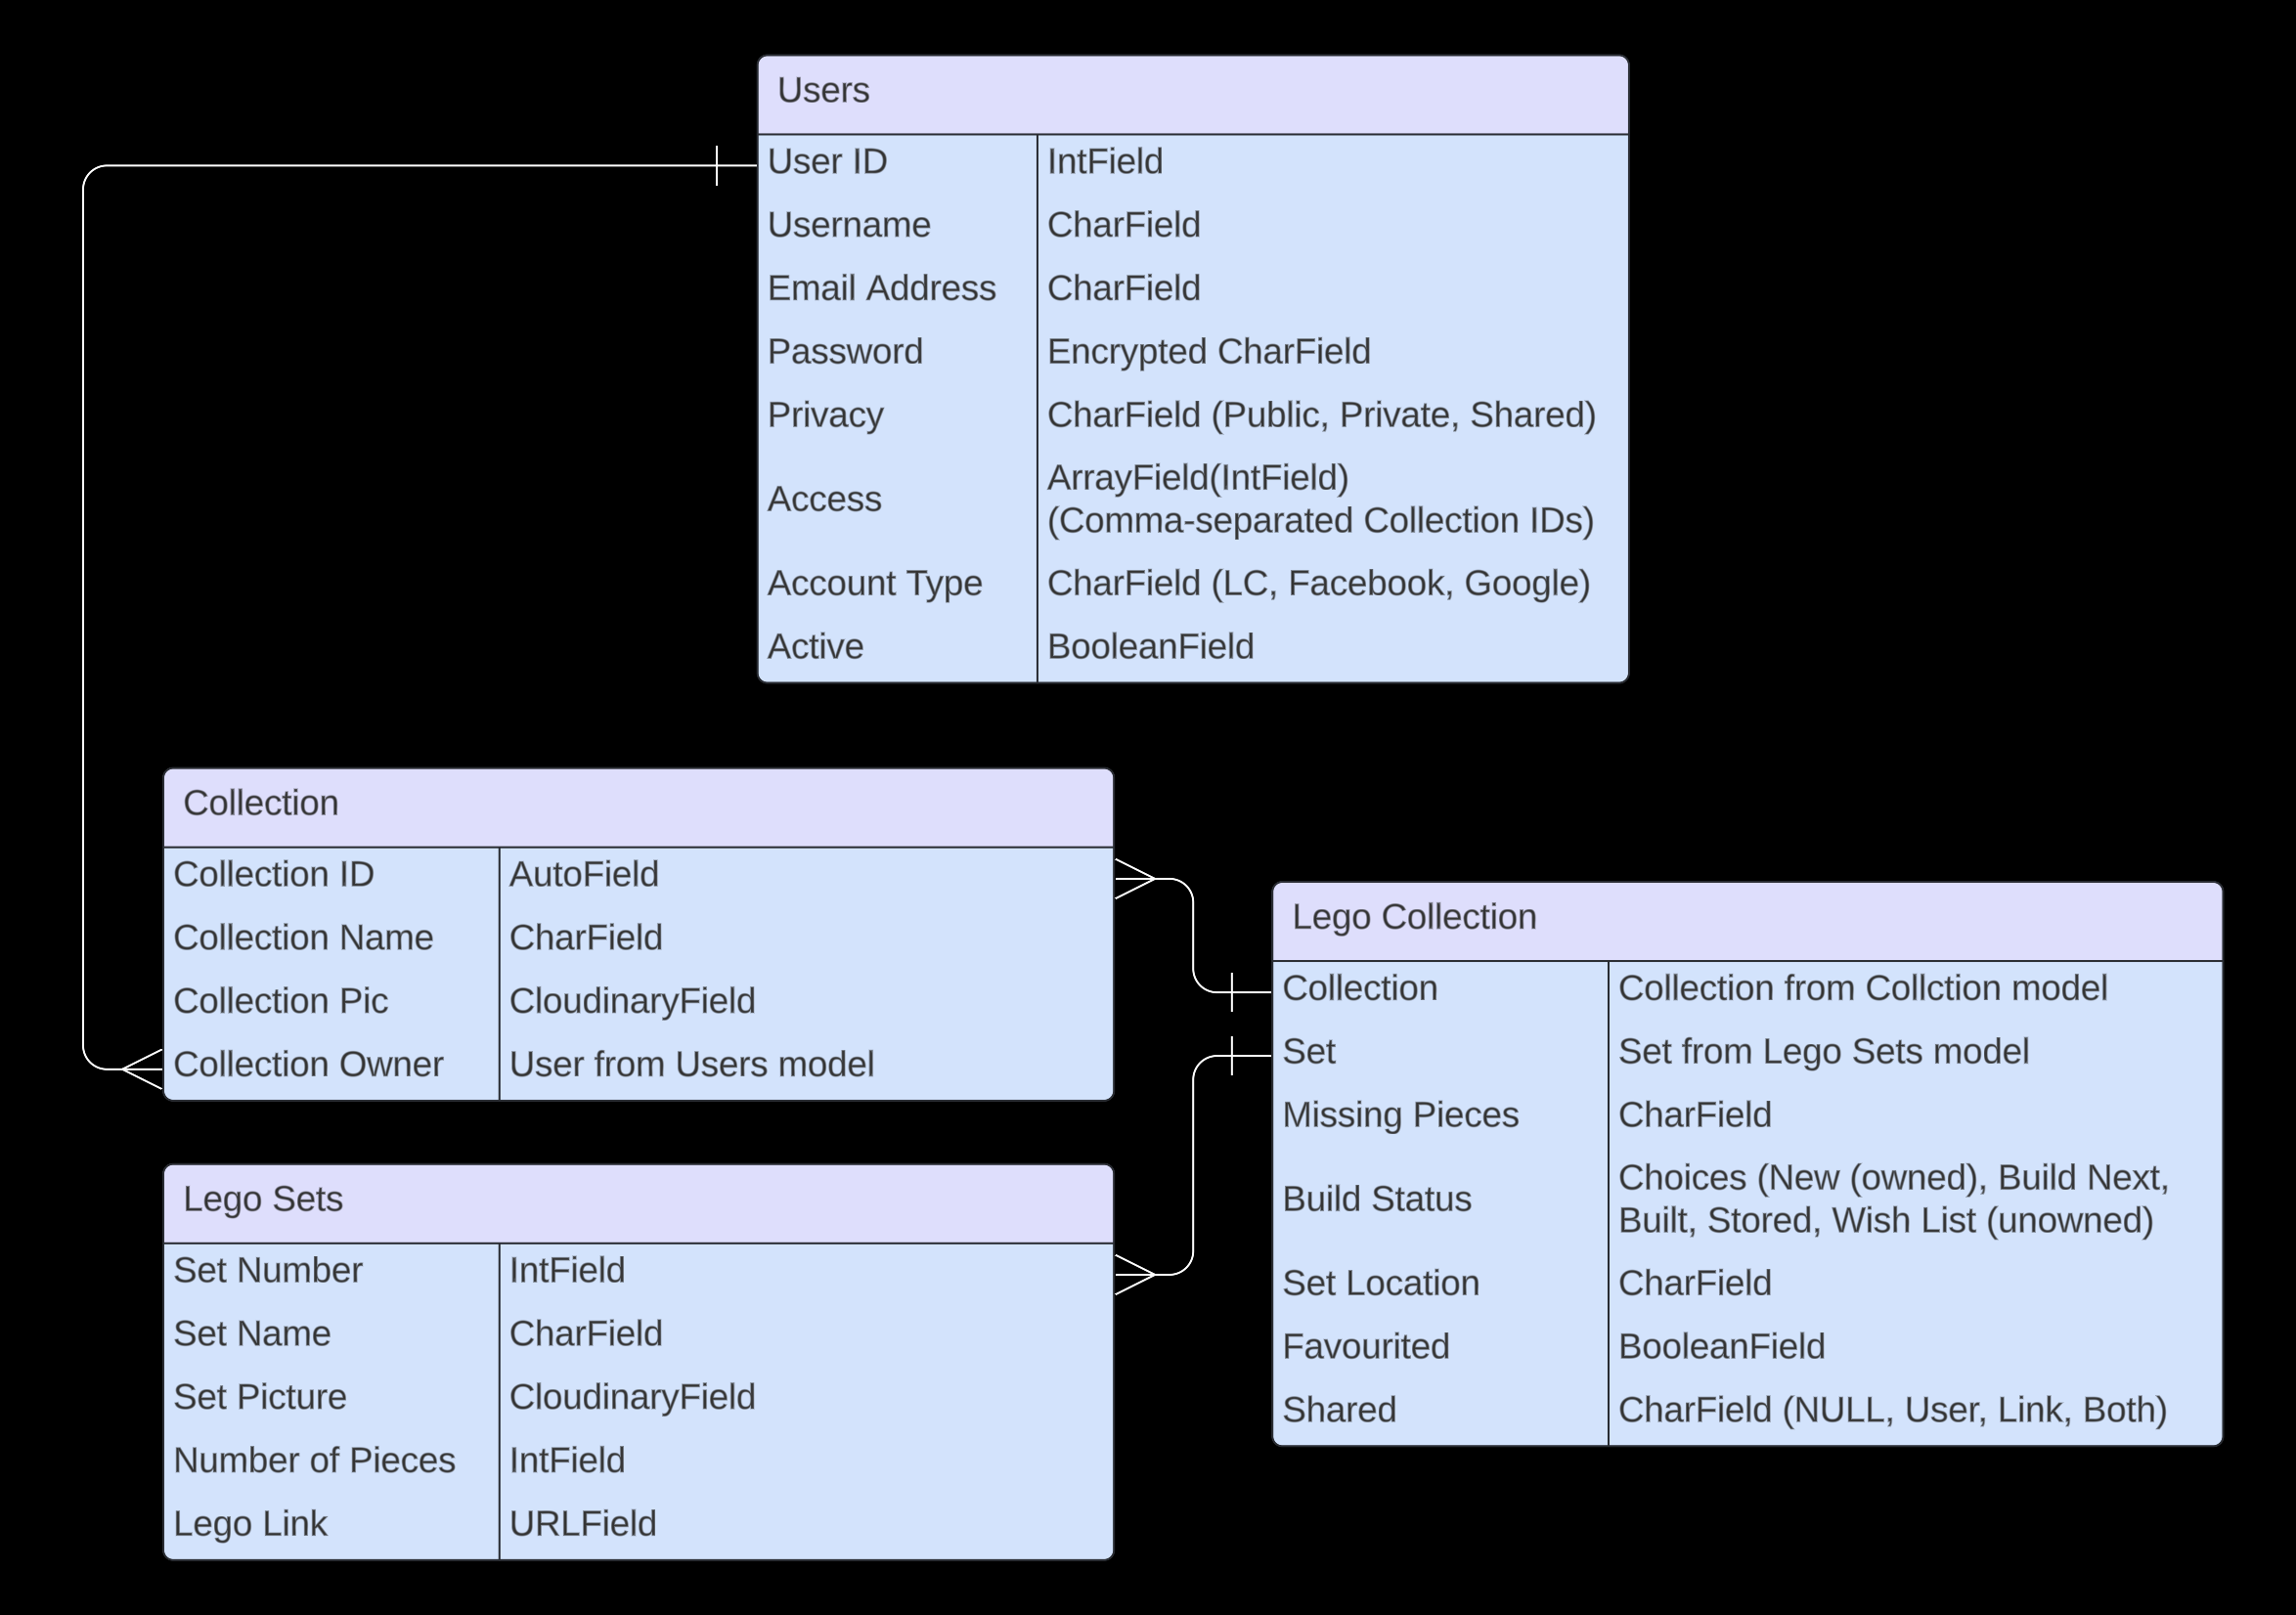 Users
User ID IntField
Username CharField
Email Address CharField
Password Encrypted CharField
Privacy CharField (Public, Private, Shared)
Access ArrayField(IntField)
(Comma-separated Collection IDs)
Account Type CharField (LC, Facebook, Google)
Active BooleanField
Collection
Collection ID AutoField
Collection Name CharField
Collection Pic CloudinaryField
Collection Owner User from Users model
Lego Collection
Collection Collection from Collction model
Set Set from Lego Sets model
Missing Pieces CharField
Build Status Choices (New (owned), Build Next,
Built, Stored, Wish List (unowned)
Set Location CharField
Favourited BooleanField
Shared CharField (NULL, User, Link, Both)
Lego Sets
Set Number IntField
Set Name CharField
Set Picture CloudinaryField
Number of Pieces IntField
Lego Link URLField